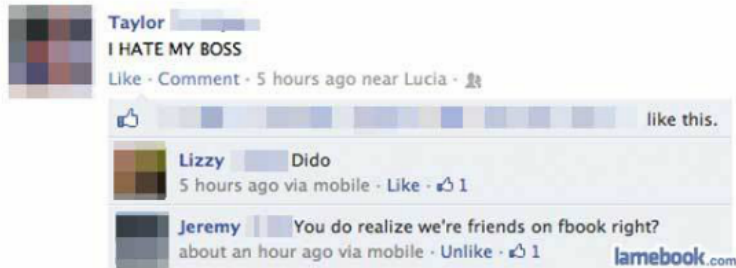 Taylor
I HATE MY BOSS
Like · Comment · 5 hours ago near Lucia ·
like this.
Lizzy Dido
5 hours ago via mobile · Like · 1
Jeremy You do realize we're friends on fbook right?
about an hour ago via mobile · Unlike · 1
lamebook.com